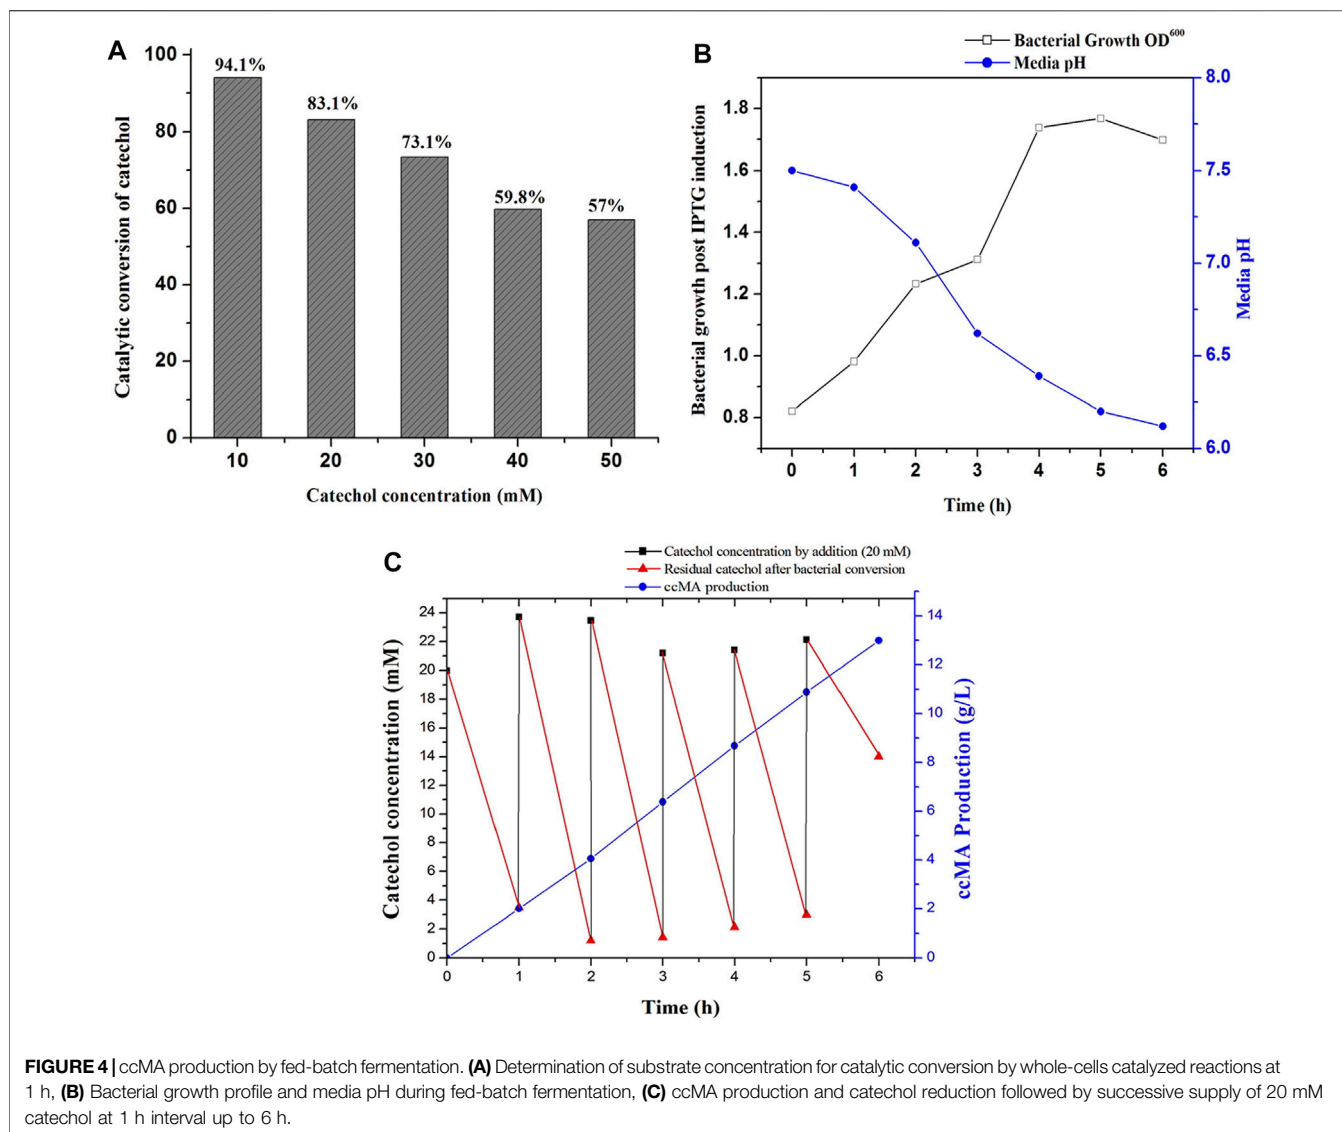 A
100
80
60
40
20
0
94.1%
83.1%
73.1%
59.8%
57%
10 20 30 40 50
Catechol concentration (mM)
Catalytic conversion of catechol
B
Bacterial Growth OD600
Media pH
1.8
1.6
1.4
1.2
1.0
0.8
Bacterial growth post IPTG induction
8.0
7.5
7.0
6.5
6.0
Media pH
0 1 2 3 4 5 6
Time (h)
C
Catechol concentration by addition (20 mM)
Residual catechol after bacterial conversion
ccMA production
24
22
20
18
16
14
12
10
8
6
4
2
0
Catechol concentration (mM)
14
12
10
8
6
4
2
0
ccMA Production (g/L)
0 1 2 3 4 5 6
Time (h)
FIGURE 4 | ccMA production by fed-batch fermentation. (A) Determination of substrate concentration for catalytic conversion by whole-cells catalyzed reactions at
1 h, (B) Bacterial growth profile and media pH during fed-batch fermentation, (C) ccMA production and catechol reduction followed by successive supply of 20 mM
catechol at 1 h interval up to 6 h.